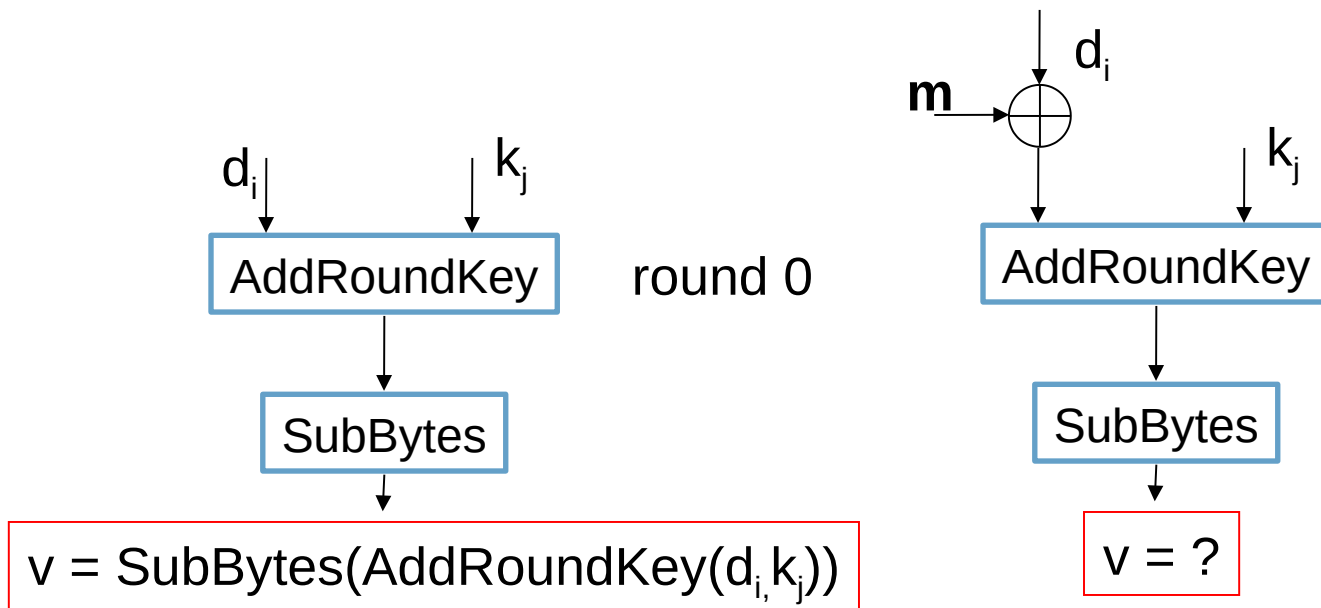 d_i
k_j
AddRoundKey
SubBytes
v = SubBytes(AddRoundKey(d_i,k_j))
round 0
d_i
m
k_j
AddRoundKey
SubBytes
v = ?